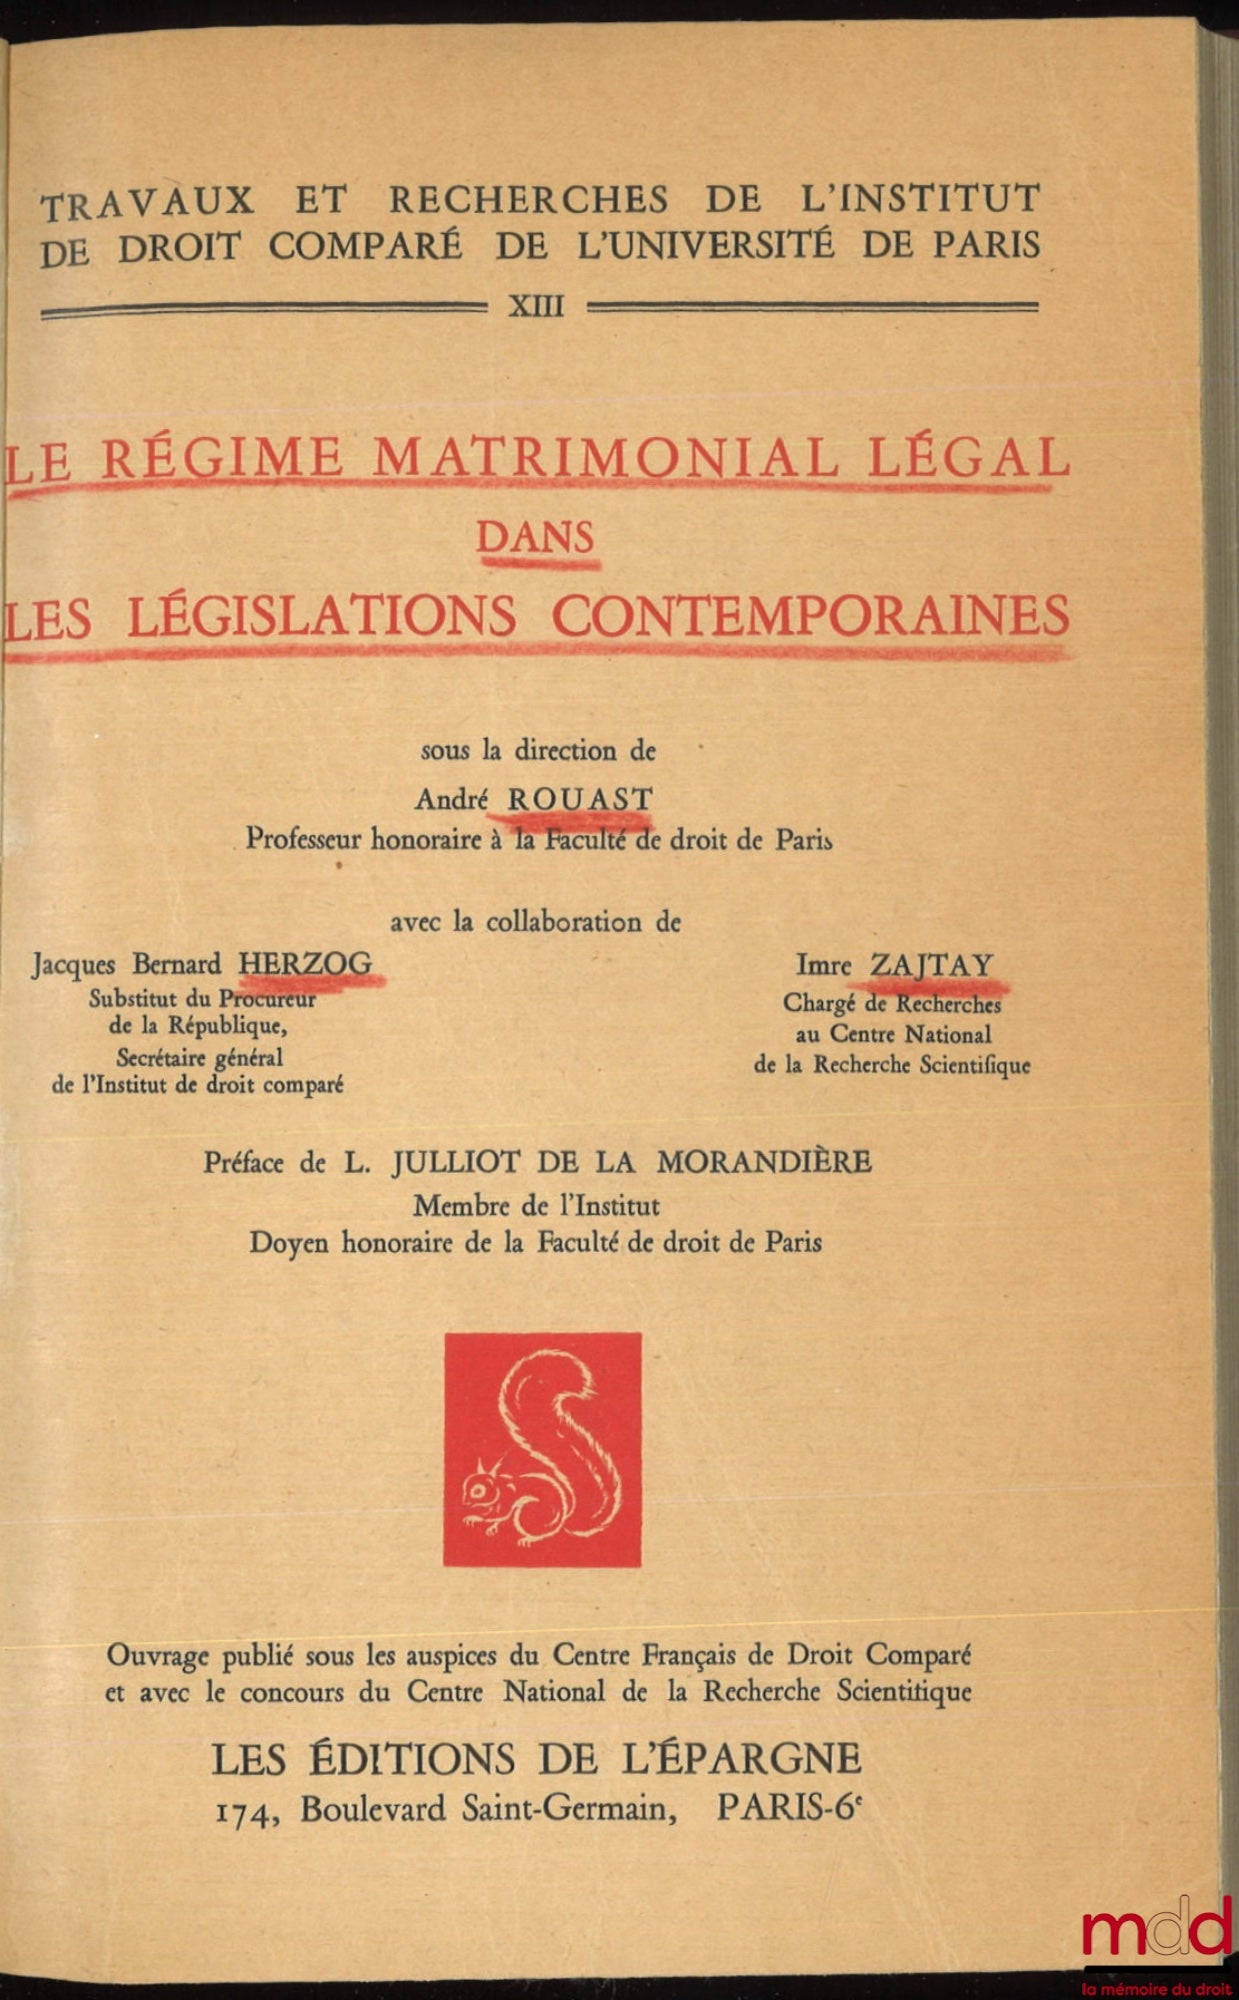 TRAVAUX ET RECHERCHES DE L'INSTITUT
DE DROIT COMPARÉ DE L'UNIVERSITÉ DE PARIS
XIII
LE RÉGIME MATRIMONIAL LÉGAL
DANS
LES LÉGISLATIONS CONTEMPORAINES
sous la direction de
André ROUAST
Professeur honoraire à la Faculté de droit de Paris
avec la collaboration de
Jacques Bernard HERZOG
Substitut du Procureur
de la République,
Secrétaire général
de l'Institut de droit comparé
Imre ZAJTAY
Chargé de Recherches
au Centre National
de la Recherche Scientifique
Préface de L. JULLIOT DE LA MORANDIÈRE
Membre de l'Institut
Doyen honoraire de la Faculté de droit de Paris
Ouvrage publié sous les auspices du Centre Français de Droit Comparé
et avec le concours du Centre National de la Recherche Scientifique
LES ÉDITIONS DE L'ÉPARGNE
174, Boulevard Saint-Germain, PARIS-6e
mdd
la mémoire du droit